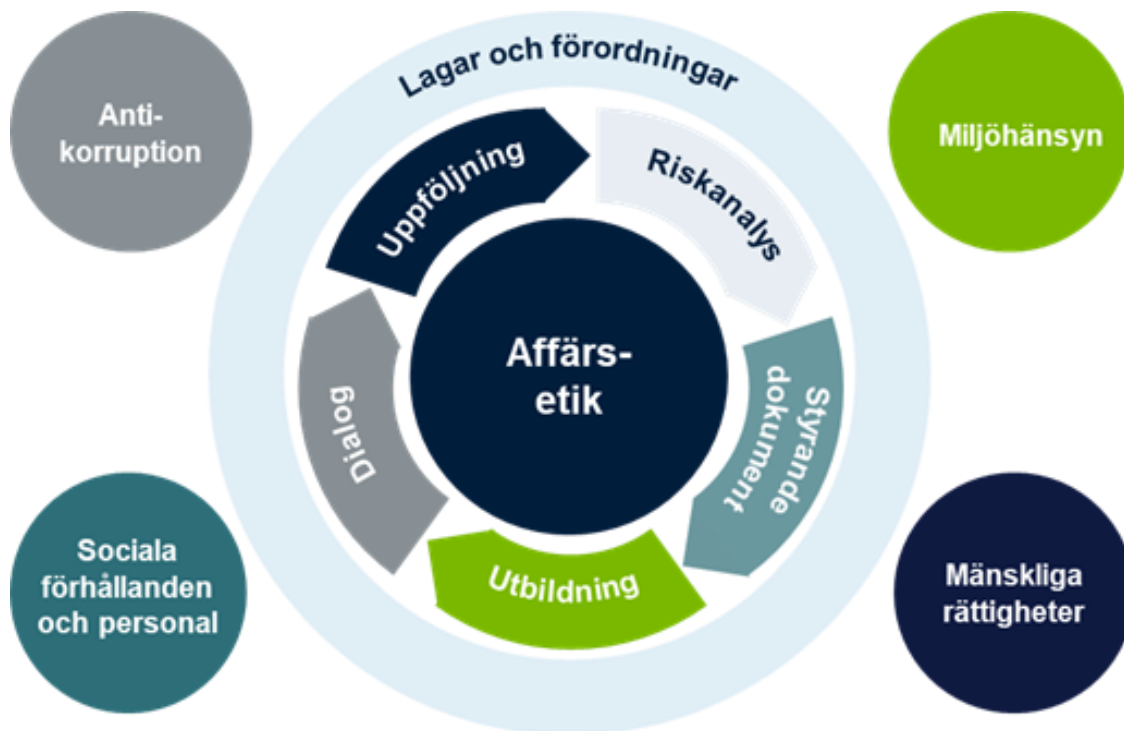 Lagar och förordningar
Anti-
korruption
Miljöhänsyn
Uppföljning
Riskanalys
Affärs-
etik
Styrande
dokument
Dialog
Utbildning
Sociala
förhållanden
och personal
Mänskliga
rättigheter